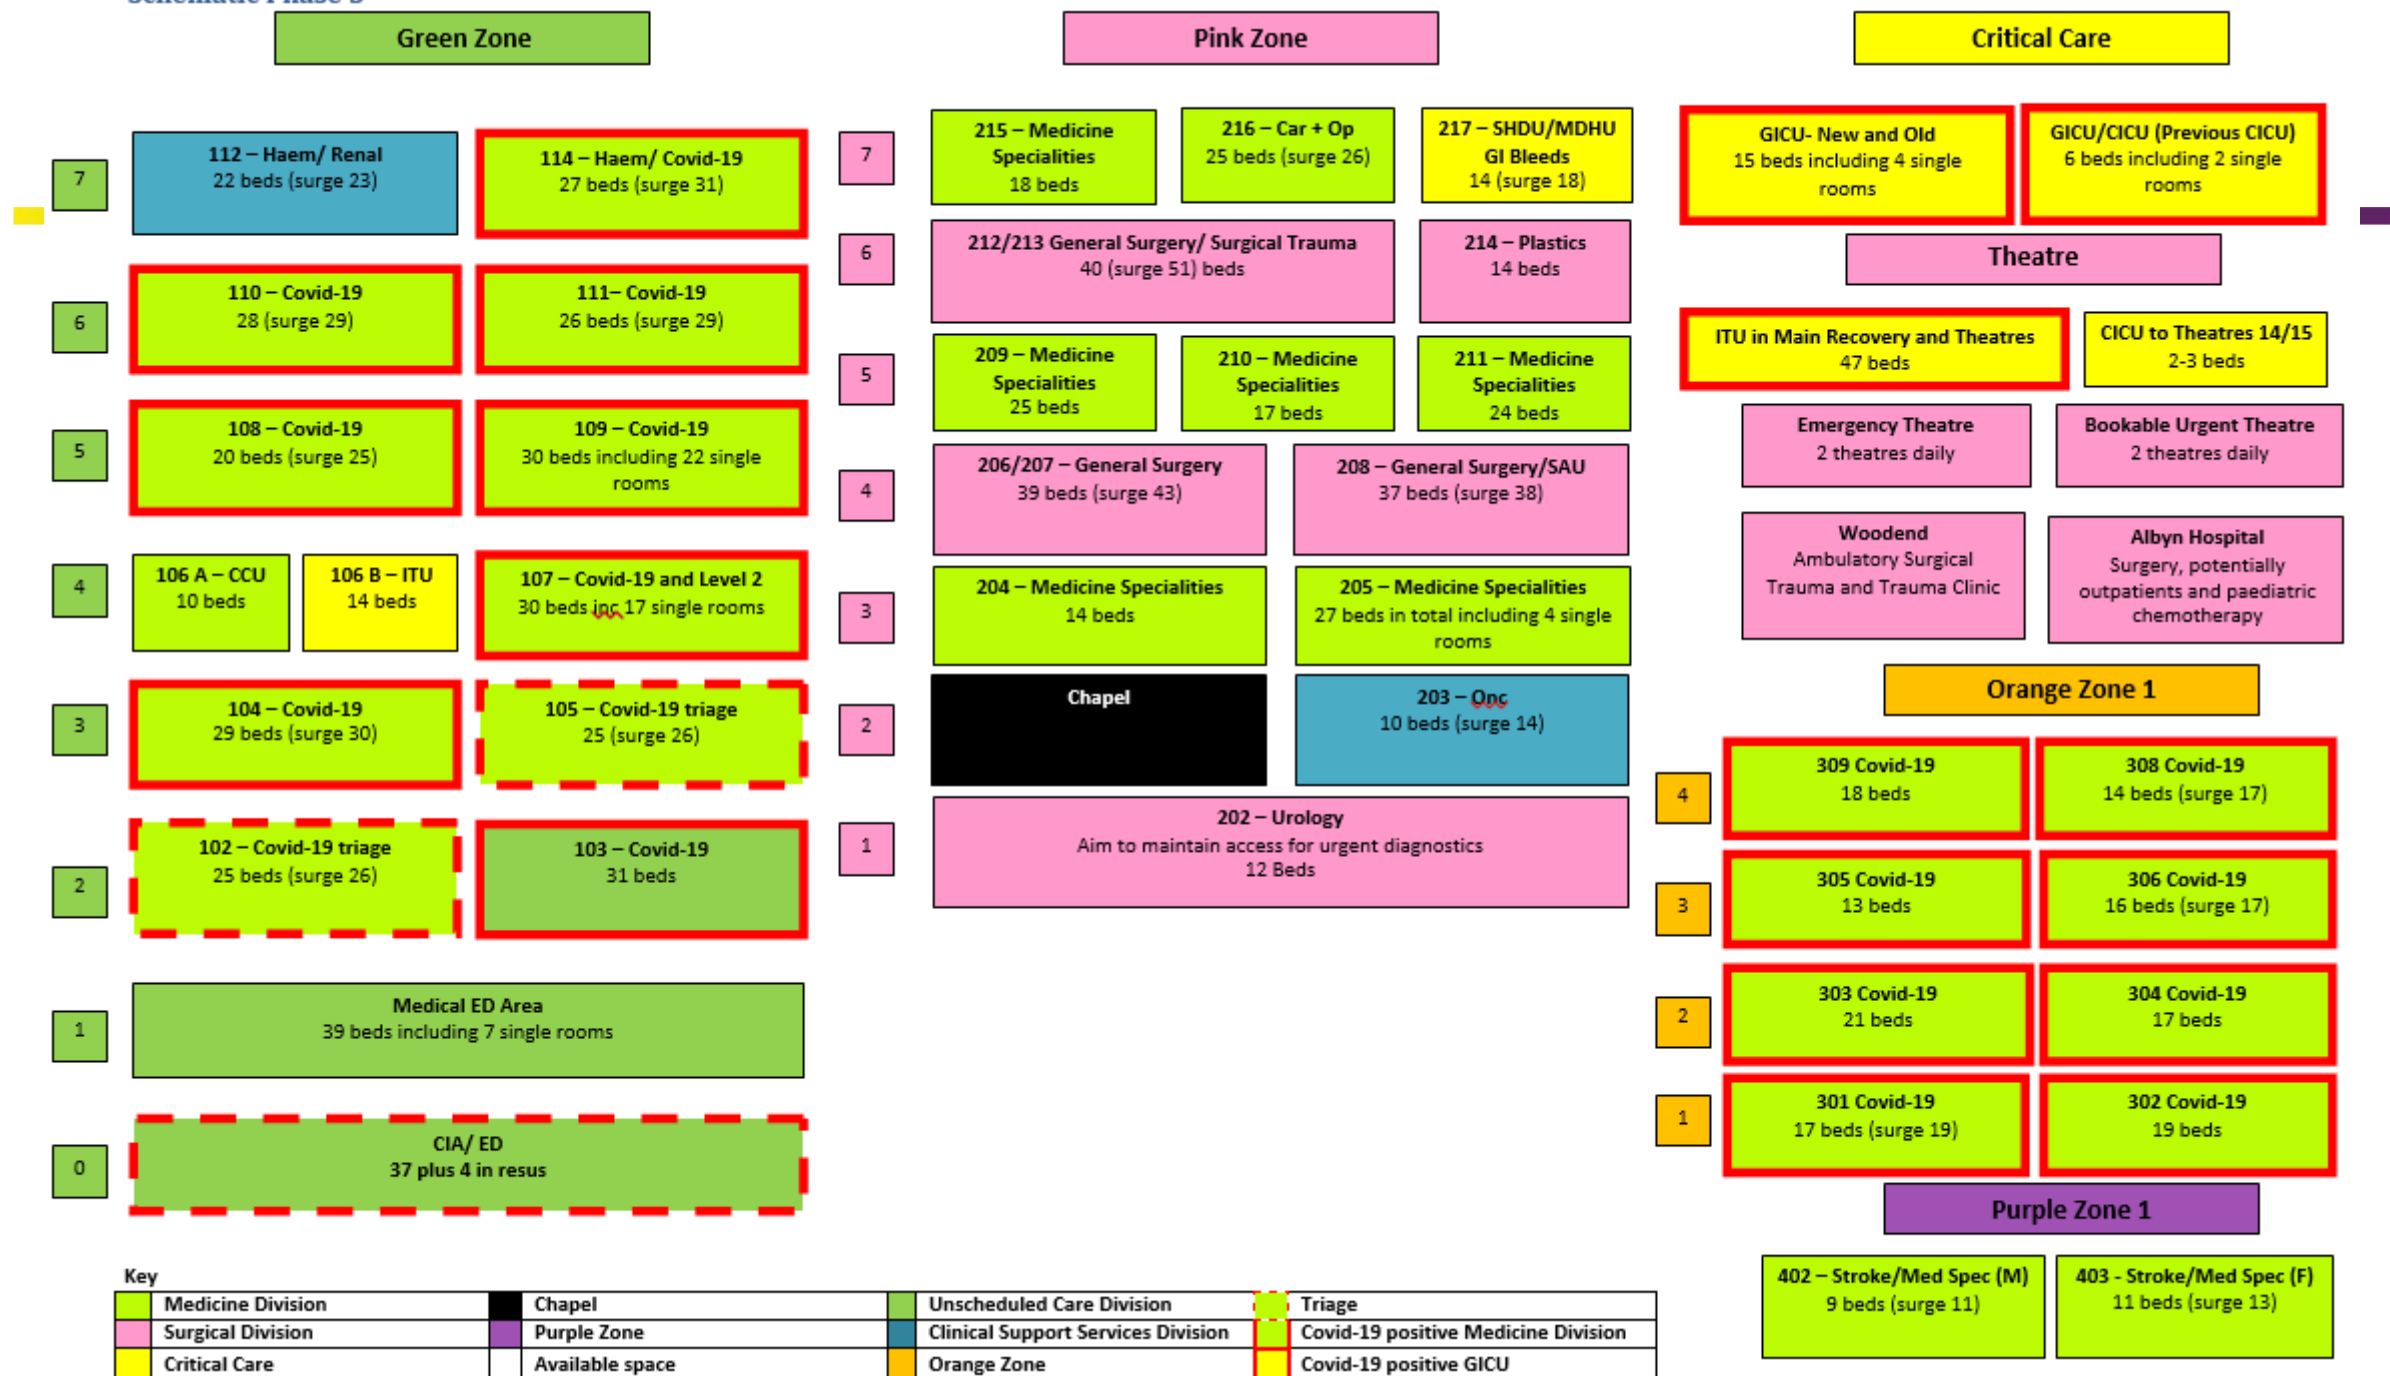 Schematic Phase 3
Green Zone
7
112 – Haem/ Renal
22 beds (surge 23)
114 – Haem/ Covid-19
27 beds (surge 31)
6
110 – Covid-19
28 (surge 29)
111– Covid-19
26 beds (surge 29)
5
108 – Covid-19
20 beds (surge 25)
109 – Covid-19
30 beds including 22 single
rooms
4
106 A – CCU
10 beds
106 B – ITU
14 beds
107 – Covid-19 and Level 2
30 beds inc 17 single rooms
3
104 – Covid-19
29 beds (surge 30)
105 – Covid-19 triage
25 (surge 26)
2
102 – Covid-19 triage
25 beds (surge 26)
103 – Covid-19
31 beds
1
Medical ED Area
39 beds including 7 single rooms
0
CIA/ ED
37 plus 4 in resus
Pink Zone
7
215 – Medicine
Specialities
18 beds
216 – Car + Op
25 beds (surge 26)
217 – SHDU/MDHU
GI Bleeds
14 (surge 18)
6
212/213 General Surgery/ Surgical Trauma
40 (surge 51) beds
214 – Plastics
14 beds
5
209 – Medicine
Specialities
25 beds
210 – Medicine
Specialities
17 beds
211 – Medicine
Specialities
24 beds
4
206/207 – General Surgery
39 beds (surge 43)
208 – General Surgery/SAU
37 beds (surge 38)
3
204 – Medicine Specialities
14 beds
205 – Medicine Specialities
27 beds in total including 4 single
rooms
2
Chapel
203 – Onc
10 beds (surge 14)
1
202 – Urology
Aim to maintain access for urgent diagnostics
12 Beds
Critical Care
GICU- New and Old
15 beds including 4 single
rooms
GICU/CICU (Previous CICU)
6 beds including 2 single
rooms
Theatre
ITU in Main Recovery and Theatres
47 beds
CICU to Theatres 14/15
2-3 beds
Emergency Theatre
2 theatres daily
Bookable Urgent Theatre
2 theatres daily
Woodend
Ambulatory Surgical
Trauma and Trauma Clinic
Albyn Hospital
Surgery, potentially
outpatients and paediatric
chemotherapy
Orange Zone 1
4
309 Covid-19
18 beds
308 Covid-19
14 beds (surge 17)
3
305 Covid-19
13 beds
306 Covid-19
16 beds (surge 17)
2
303 Covid-19
21 beds
304 Covid-19
17 beds
1
301 Covid-19
17 beds (surge 19)
302 Covid-19
19 beds
Purple Zone 1
402 – Stroke/Med Spec (M)
9 beds (surge 11)
403 - Stroke/Med Spec (F)
11 beds (surge 13)
Key
Medicine Division
Chapel
Unscheduled Care Division
Triage
Surgical Division
Purple Zone
Clinical Support Services Division
Covid-19 positive Medicine Division
Critical Care
Available space
Orange Zone
Covid-19 positive GICU